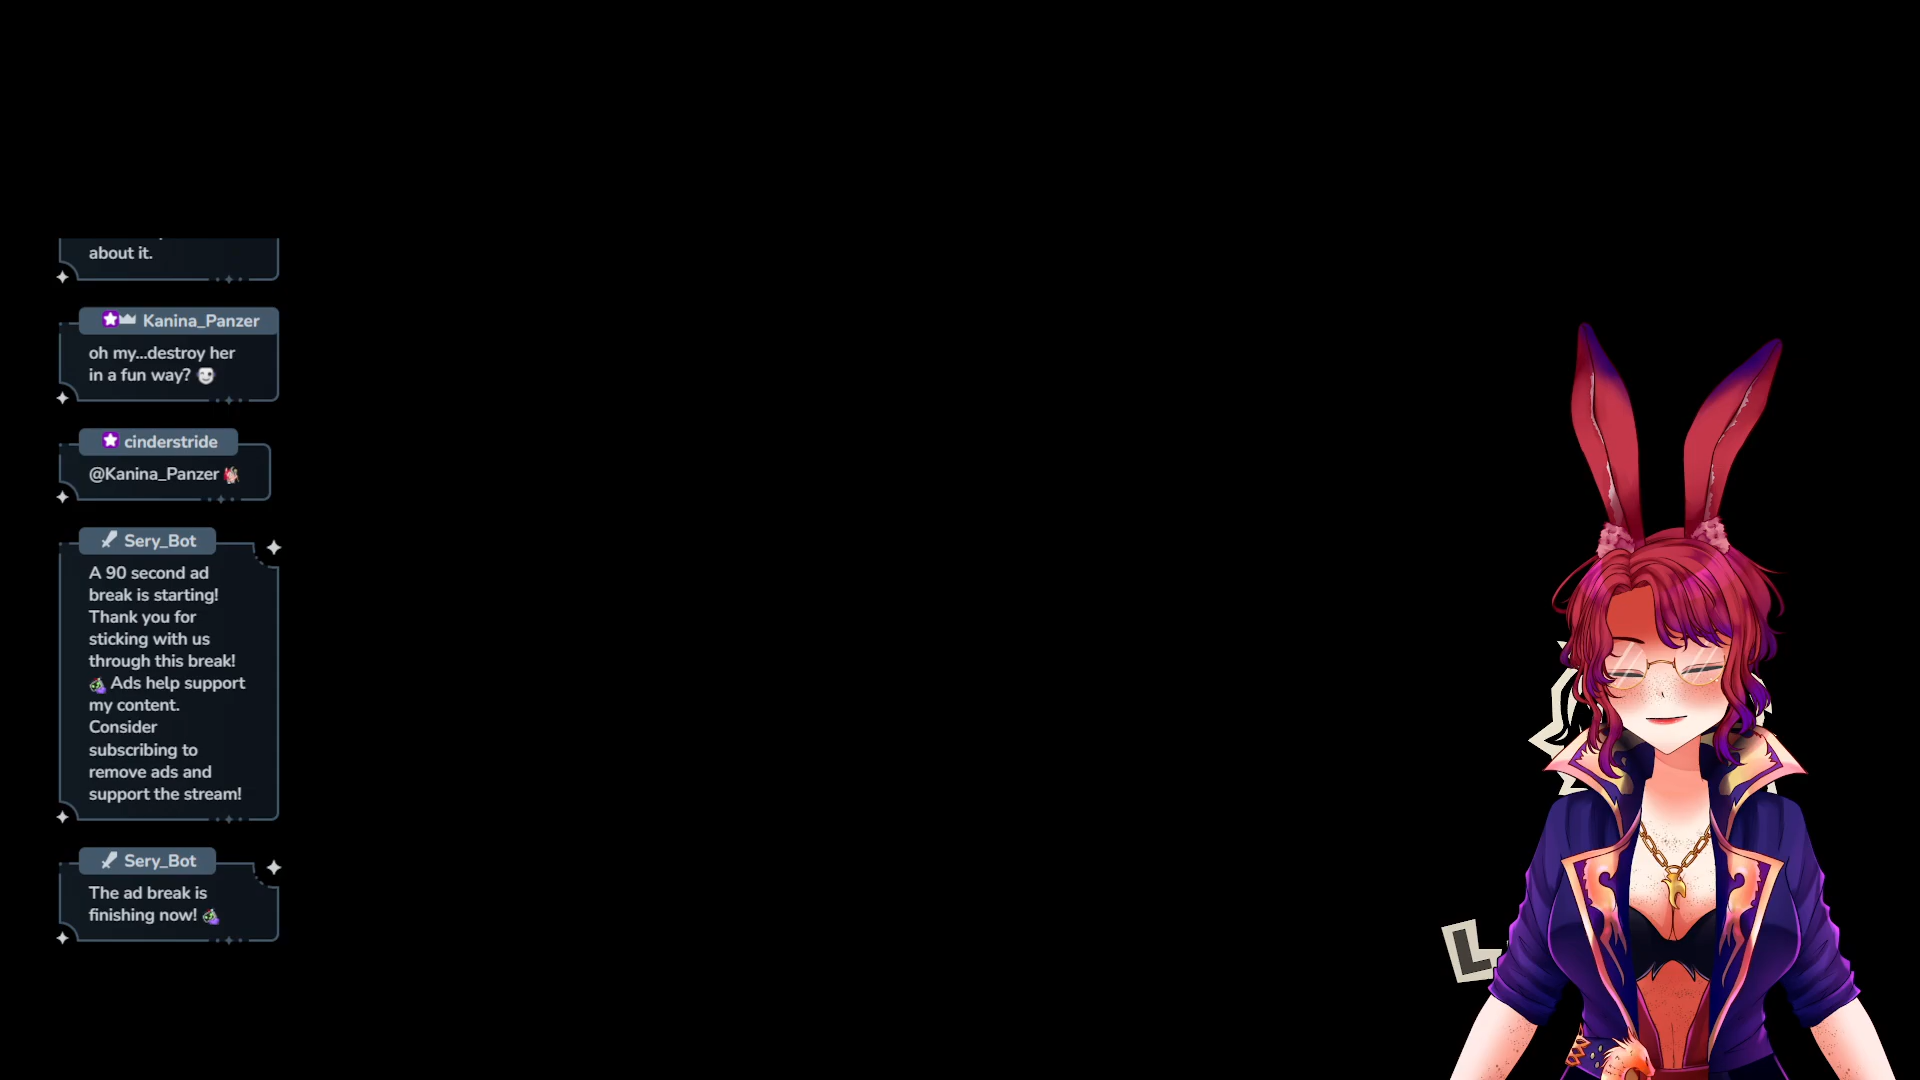 about it.
Kanina_Panzer
oh my...destroy her
in a fun way?
cinderstride
@Kanina_Panzer
Sery_Bot
A 90 second ad
break is starting!
Thank you for
sticking with us
through this break!
Ads help support
my content.
Consider
subscribing to
remove ads and
support the stream!
Sery_Bot
The ad break is
finishing now!
L